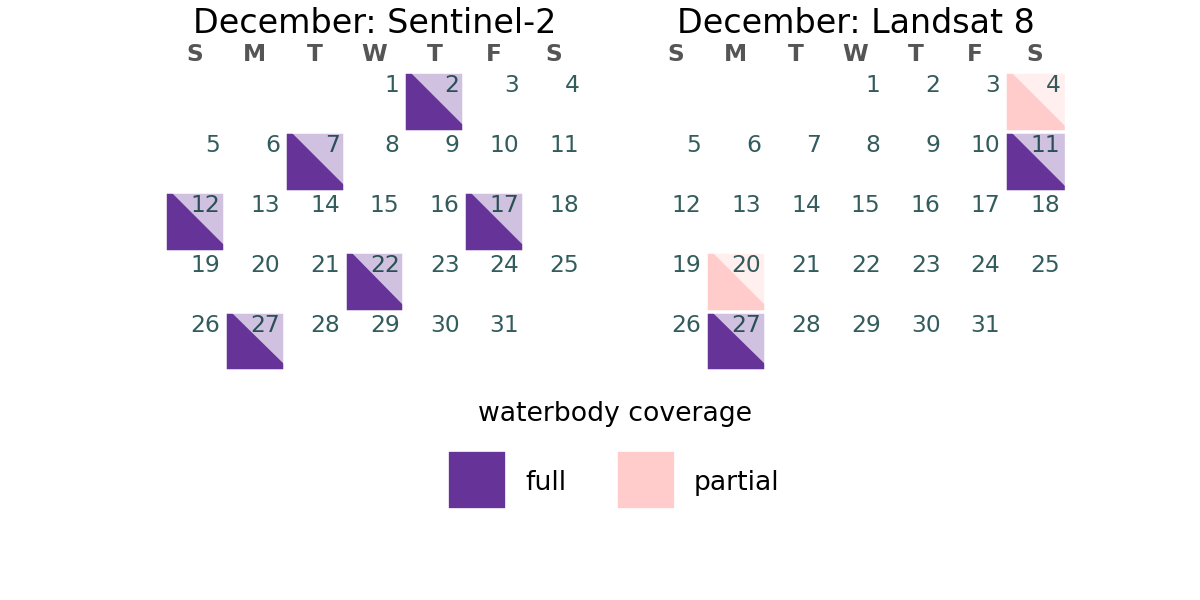 December: Sentinel-2
S M T W T F S
1 2 3 4
5 6 7 8 9 10 11
12 13 14 15 16 17 18
19 20 21 22 23 24 25
26 27 28 29 30 31
December: Landsat 8
S M T W T F S
1 2 3 4
5 6 7 8 9 10 11
12 13 14 15 16 17 18
19 20 21 22 23 24 25
26 27 28 29 30 31
waterbody coverage
full partial